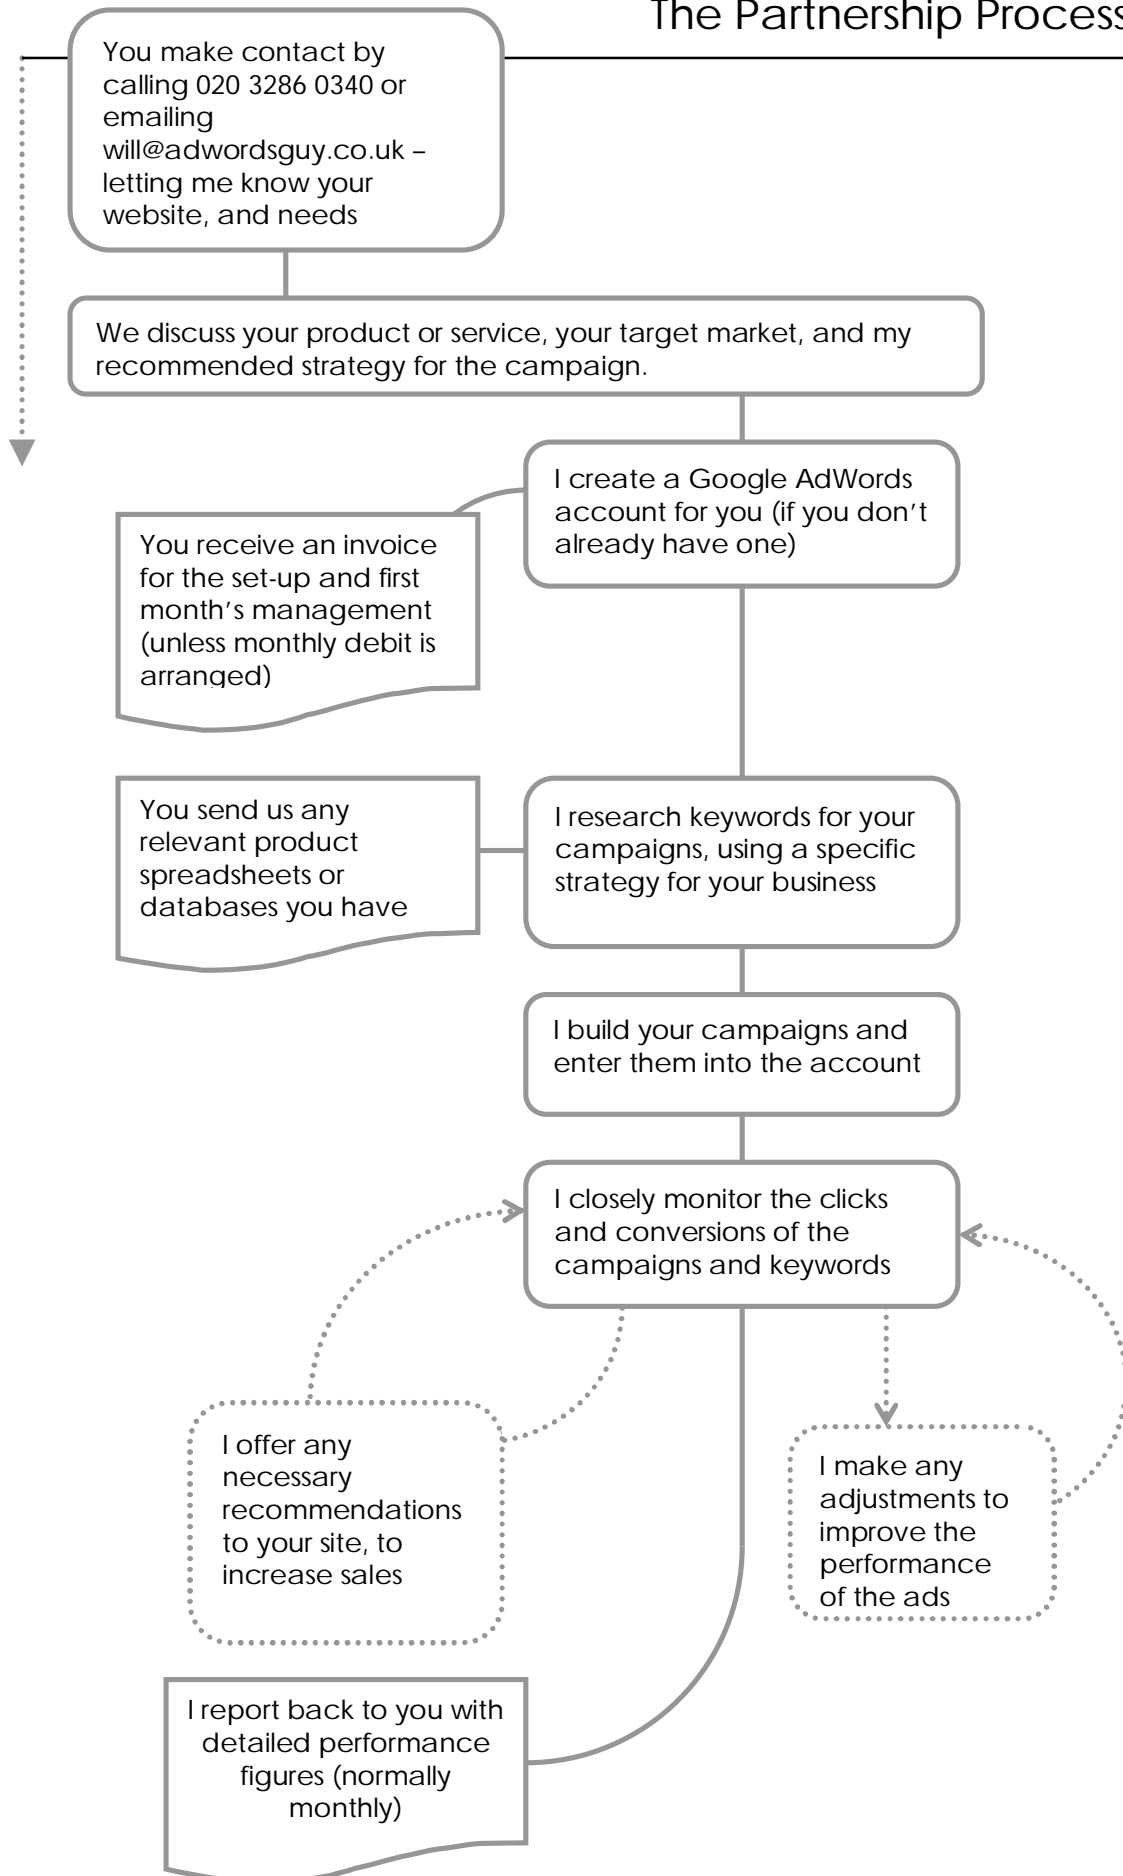 The Partnership Process
You make contact by
calling 020 3286 0340 or
emailing
will@adwordsguy.co.uk –
letting me know your
website, and needs
We discuss your product or service, your target market, and my
recommended strategy for the campaign.
I create a Google AdWords
account for you (if you don't
already have one)
You receive an invoice
for the set-up and first
month's management
(unless monthly debit is
arranged)
You send us any
relevant product
spreadsheets or
databases you have
I research keywords for your
campaigns, using a specific
strategy for your business
I build your campaigns and
enter them into the account
I closely monitor the clicks
and conversions of the
campaigns and keywords
I offer any
necessary
recommendations
to your site, to
increase sales
I make any
adjustments to
improve the
performance
of the ads
I report back to you with
detailed performance
figures (normally
monthly)